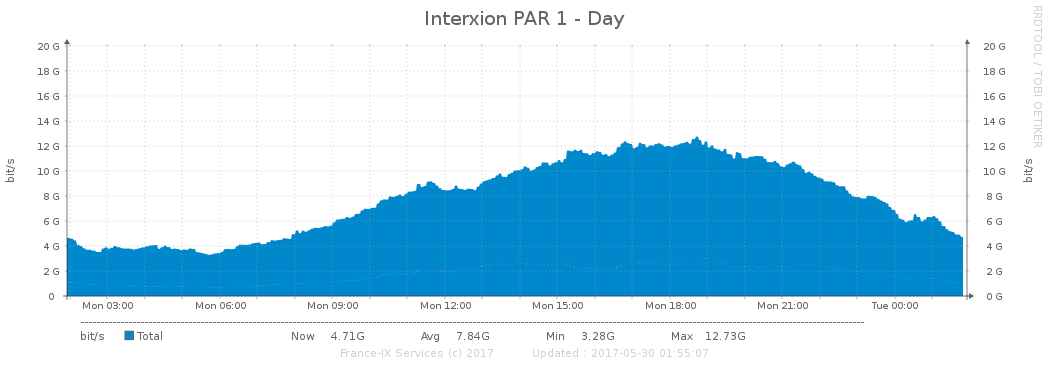 Interxion PAR 1 - Day
RRDTOOL / TOBI OETIKER
20 G 20 G
18 G 18 G
16 G 16 G
14 G 14 G
12 G 12 G
10 G 10 G
8 G 8 G
6 G 6 G
4 G 4 G
2 G 2 G
0 0 G
bit/s bit/s
Mon 03:00 Mon 06:00 Mon 09:00 Mon 12:00 Mon 15:00 Mon 18:00 Mon 21:00 Tue 00:00
bit/s Total Now 4.71G Avg 7.84G Min 3.28G Max 12.73G
France-IX Services (c) 2017 Updated : 2017-05-30 01:55:07